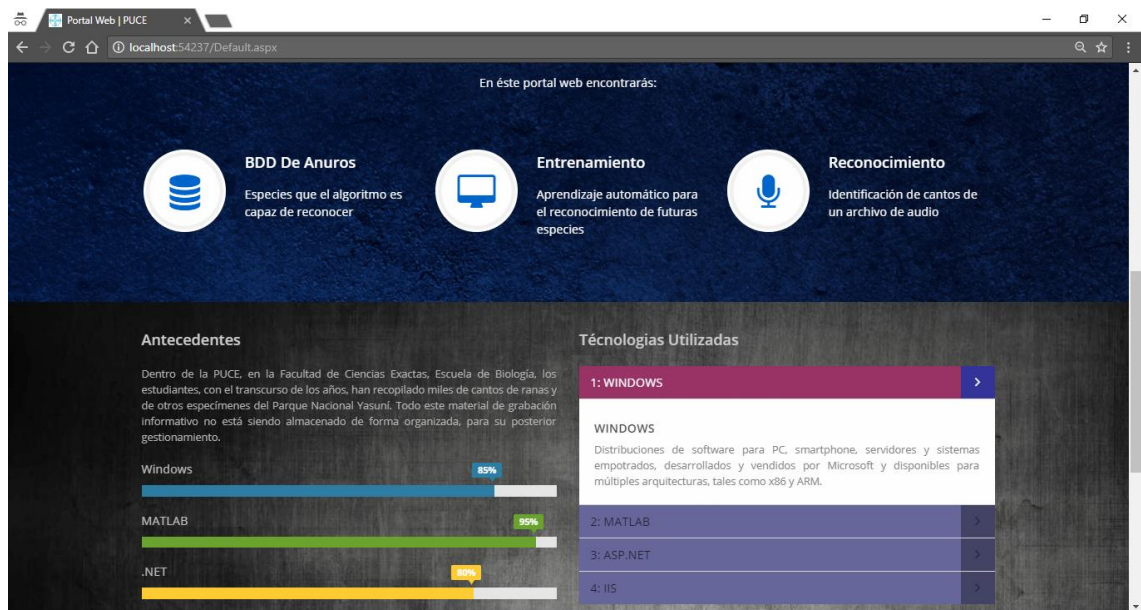 Portal Web | PUCE
localhost:54237/Default.aspx
En éste portal web encontrarás:
BDD De Anuros
Especies que el algoritmo es
capaz de reconocer
Entrenamiento
Aprendizaje automático para
el reconocimiento de futuras
especies
Reconocimiento
Identificación de cantos de
un archivo de audio
Antecedentes
Dentro de la PUCE, en la Facultad de Ciencias Exactas, Escuela de Biología, los
estudiantes, con el transcurso de los años, han recopilado miles de cantos de ranas y
de otros especímenes del Parque Nacional Yasuní. Todo este material de grabación
informativo no está siendo almacenado de forma organizada, para su posterior
gestionamiento.
Windows
85%
MATLAB
95%
.NET
80%
Técnologias Utilizadas
1: WINDOWS
WINDOWS
Distribuciones de software para PC, smartphone, servidores y sistemas
empotrados, desarrollados y vendidos por Microsoft y disponibles para
múltiples arquitecturas, tales como x86 y ARM.
2: MATLAB
3: ASP.NET
4: IIS